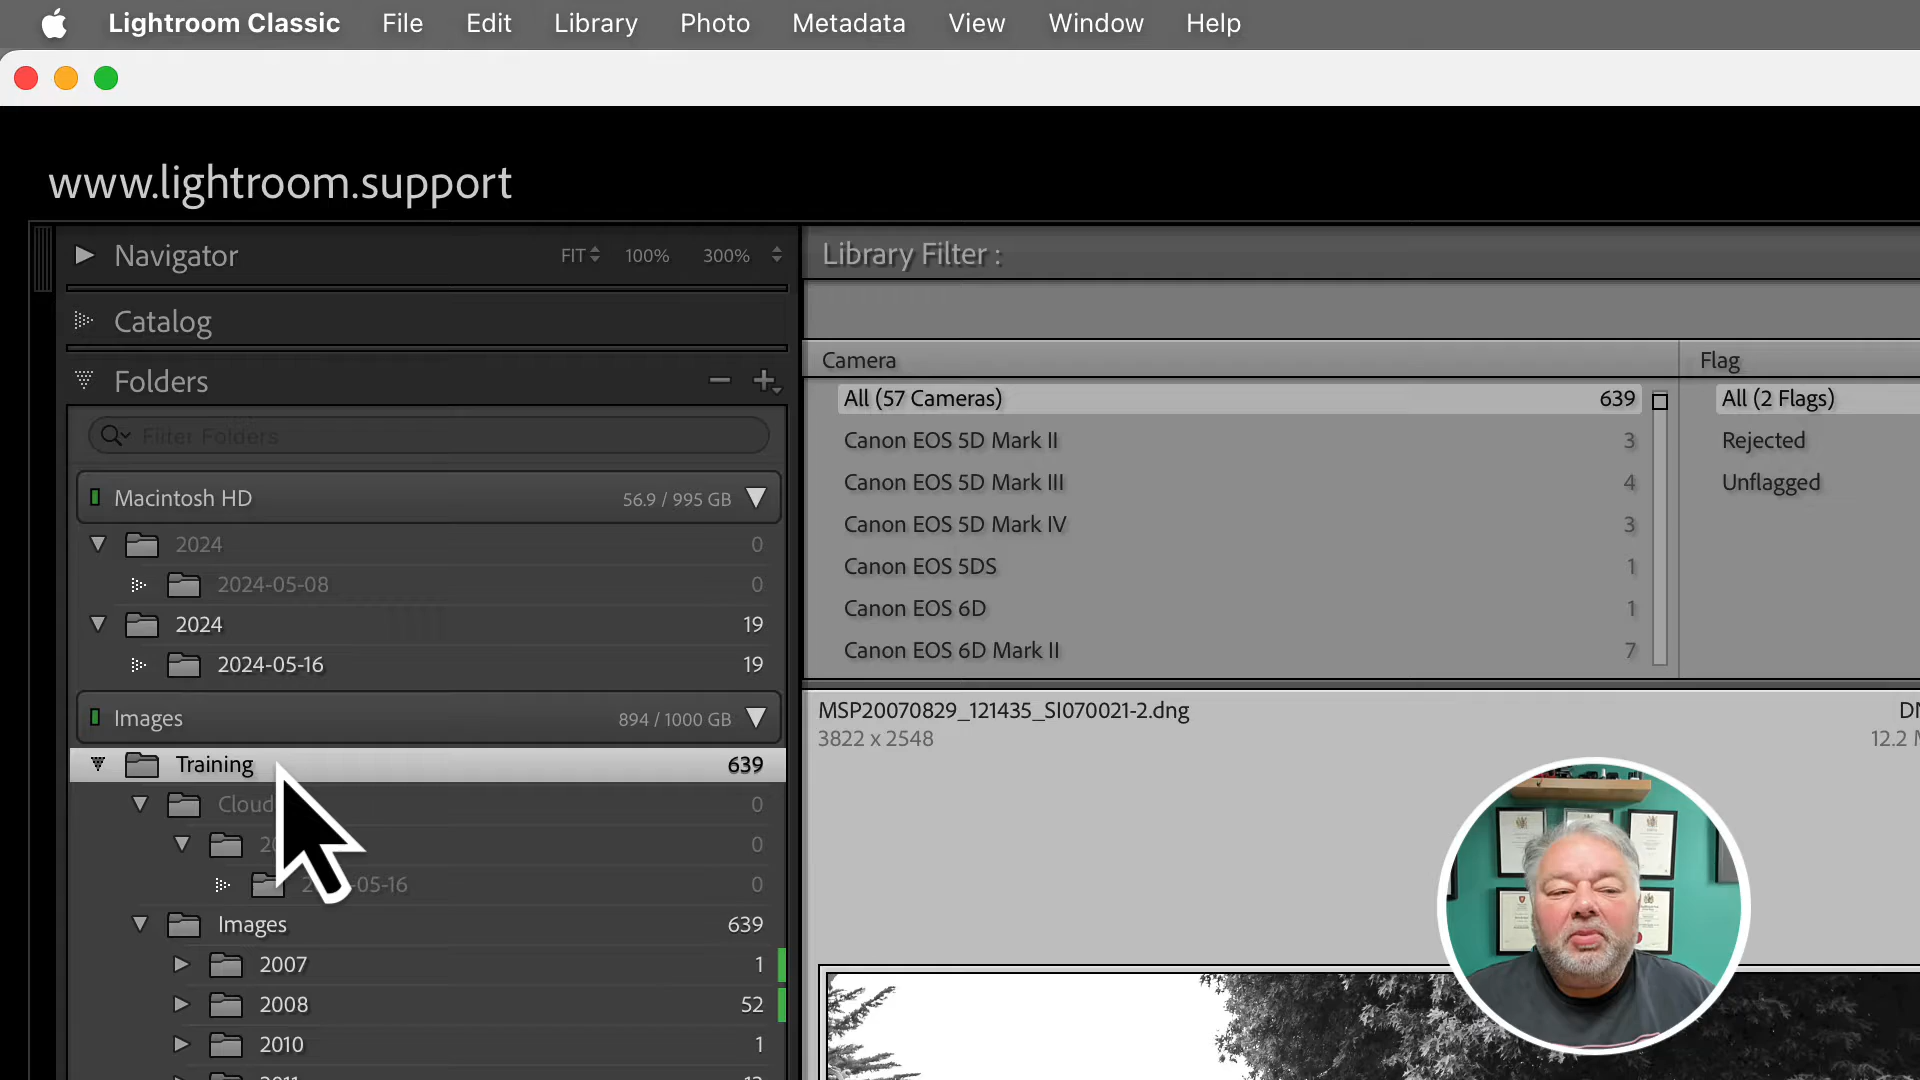 Lightroom Classic File Edit Library Photo Metadata View Window Help
www.lightroom.support
Navigator FIT 100% 300%
Catalog
Folders
Filter Folders
Macintosh HD 56.9 / 995 GB
2024 0
2024-05-08 0
2024 19
2024-05-16 19
Images 894 / 1000 GB
Training 639
Cloud 0
0
-05-16 0
Images 639
2007 1
2008 52
2010 1
Library Filter :
Camera
All (57 Cameras) 639
Canon EOS 5D Mark II 3
Canon EOS 5D Mark III 4
Canon EOS 5D Mark IV 3
Canon EOS 5DS 1
Canon EOS 6D 1
Canon EOS 6D Mark II 7
Flag
All (2 Flags)
Rejected
Unflagged
MSP20070829_121435_SI070021-2.dng
3822 x 2548
12.2